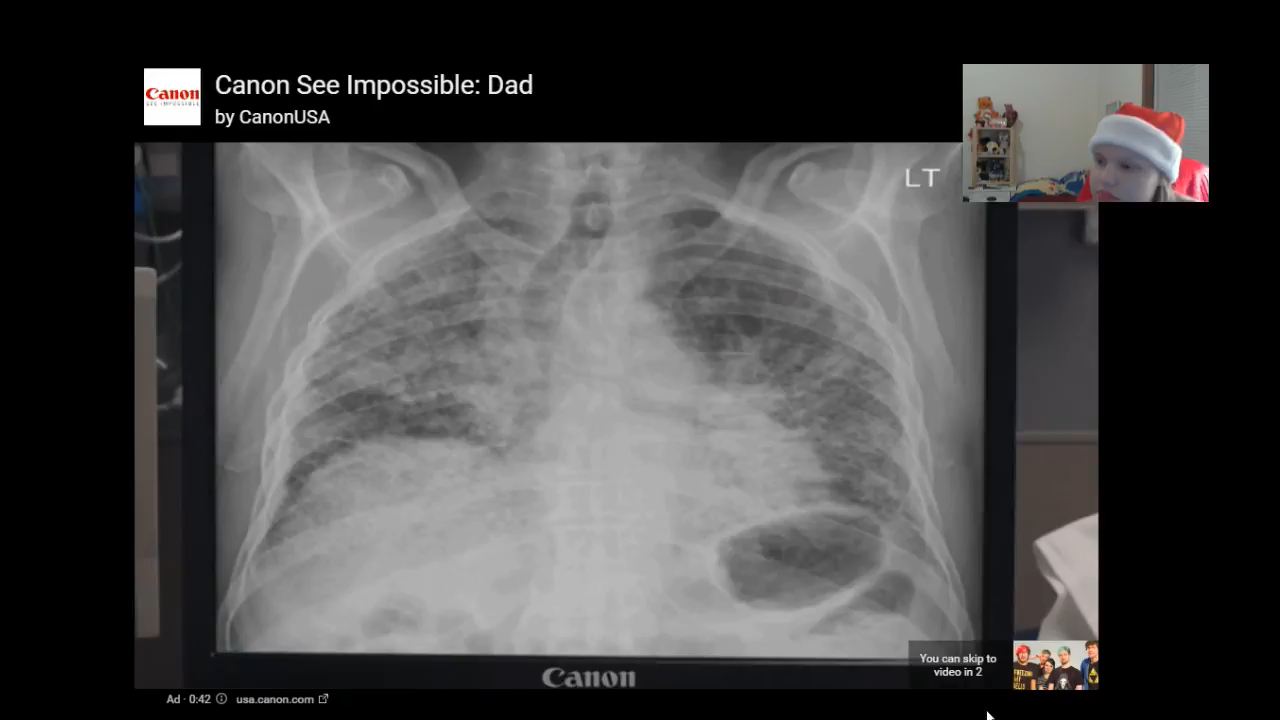 Canon
SEE IMPOSSIBLE
Canon See Impossible: Dad
by CanonUSA
LT
You can skip to
video in 2
Canon
Ad · 0:42
usa.canon.com